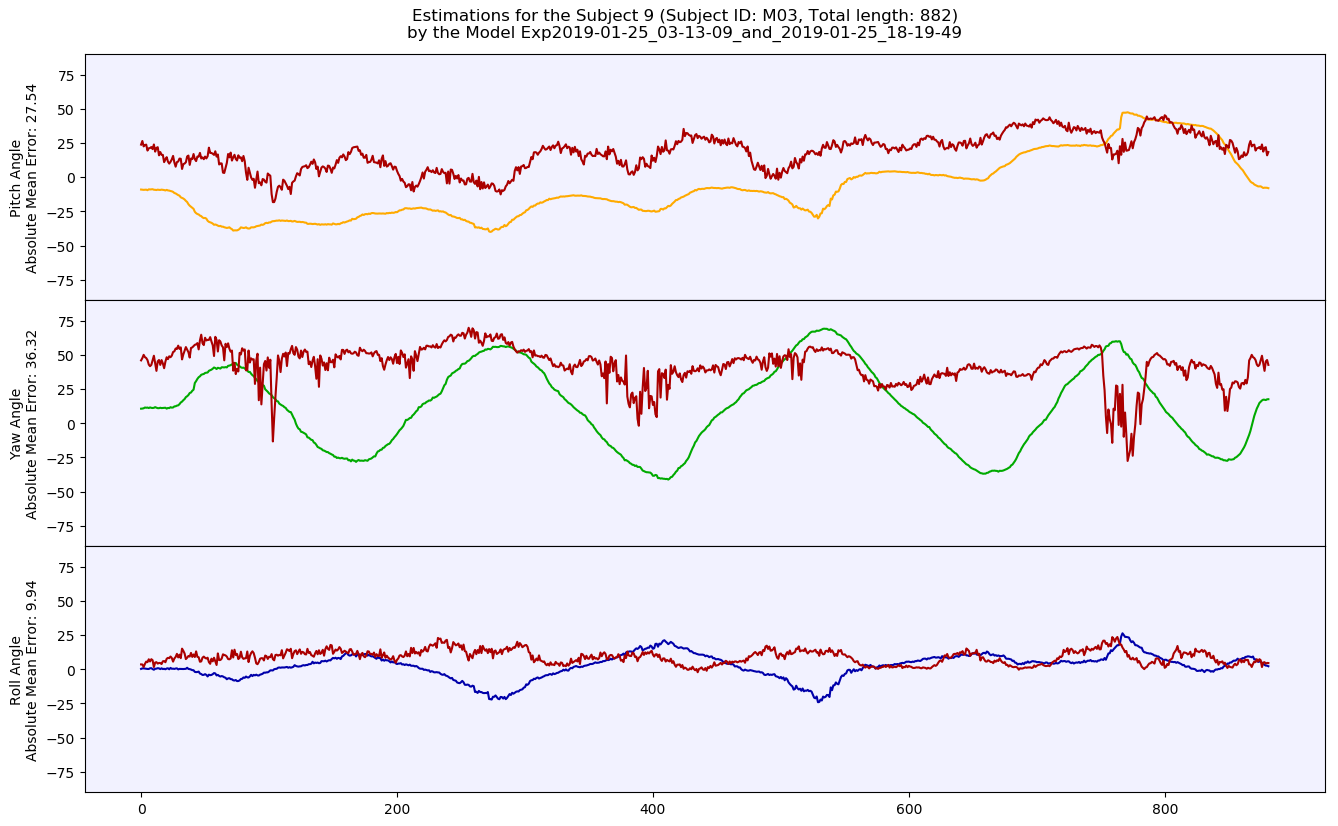 Estimations for the Subject 9 (Subject ID: M03, Total length: 882)
by the Model Exp2019-01-25_03-13-09_and_2019-01-25_18-19-49
Pitch Angle
Absolute Mean Error: 27.54
75
50
25
0
−25
−50
−75
Yaw Angle
Absolute Mean Error: 36.32
75
50
25
0
−25
−50
−75
Roll Angle
Absolute Mean Error: 9.94
75
50
25
0
−25
−50
−75
0 200 400 600 800